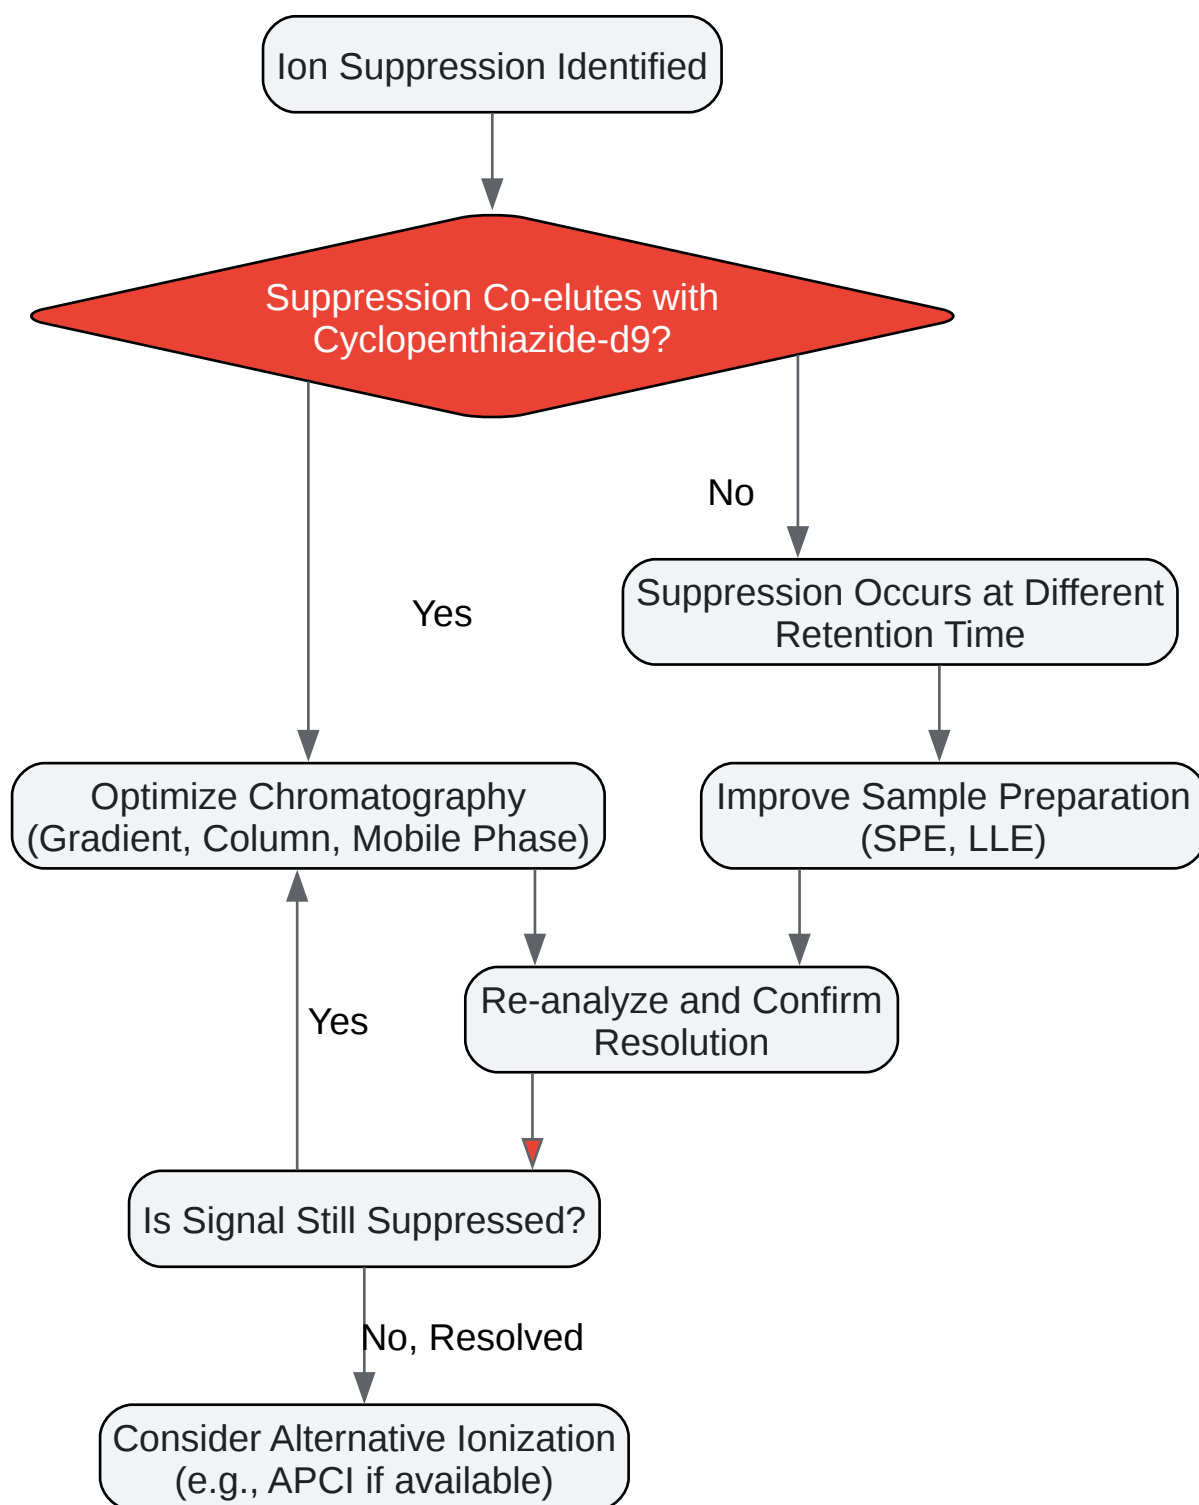 Ion Suppression Identified
Suppression Co-elutes with
Cyclopenthiazide-d9?
No
Suppression Occurs at Different
Retention Time
Yes
Optimize Chromatography
(Gradient, Column, Mobile Phase)
Improve Sample Preparation
(SPE, LLE)
Re-analyze and Confirm
Resolution
Yes
Is Signal Still Suppressed?
No, Resolved
Consider Alternative Ionization
(e.g., APCI if available)